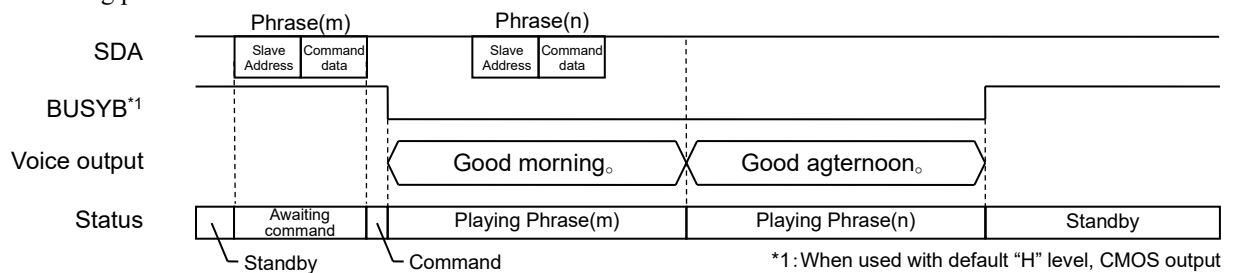 Phrase(m) Phrase(n)
SDA
Slave Address Command data Slave Address Command data
BUSYB*1
Voice output Good morning。 Good agternoon。
Status Awaiting command Playing Phrase(m) Playing Phrase(n) Standby
Standby Command *1:When used with default “H” level, CMOS output